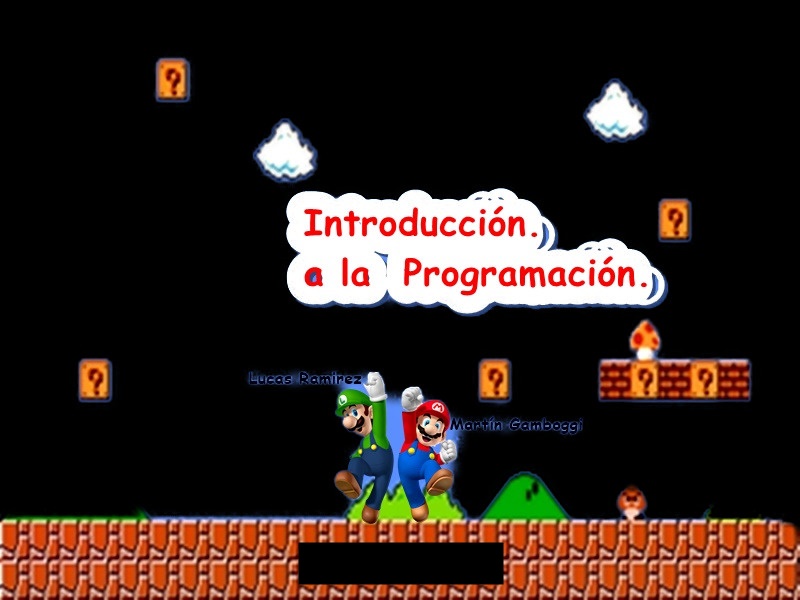 Introducción.
a la Programación.
Lucas Ramirez
Martín Gamboggi